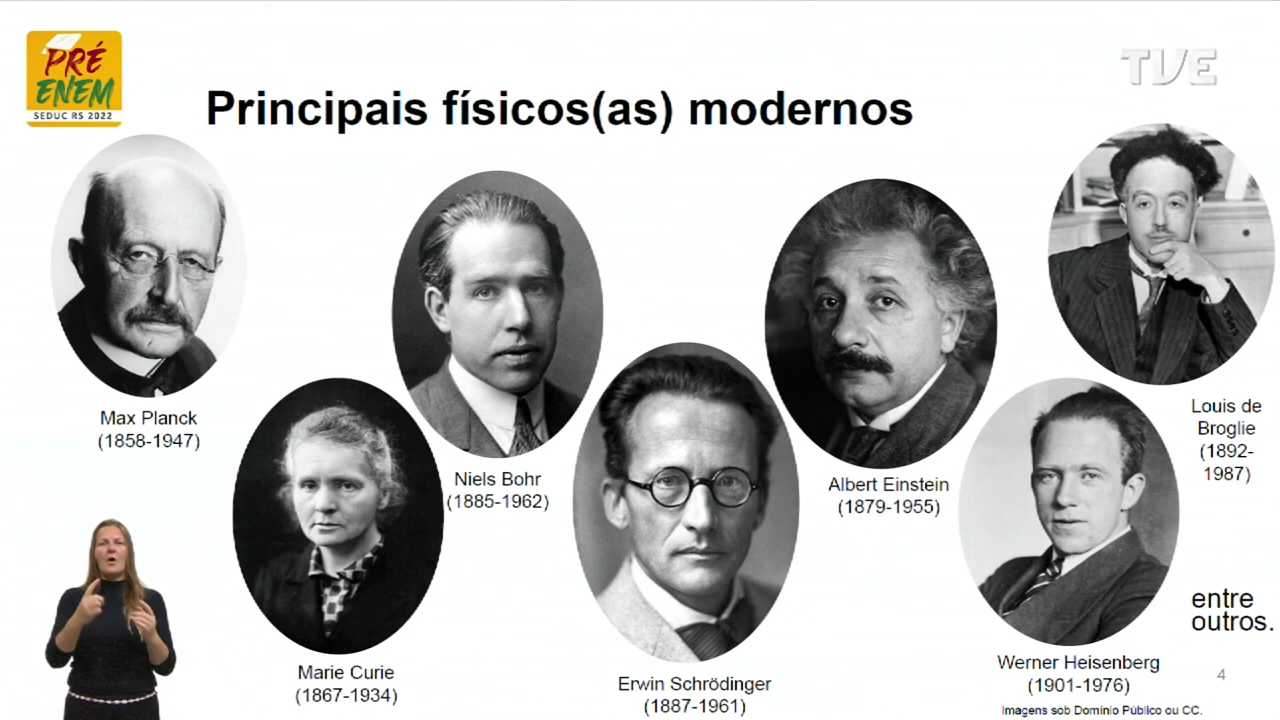 PRÉ
ENEM
SEDUC RS 2022
TVE
Principais físicos(as) modernos
Max Planck
(1858-1947)
Marie Curie
(1867-1934)
Niels Bohr
(1885-1962)
Erwin Schrödinger
(1887-1961)
Albert Einstein
(1879-1955)
Werner Heisenberg
(1901-1976)
Louis de
Broglie
(1892-
1987)
entre
outros.
4
Imagens sob Domínio Público ou CC.